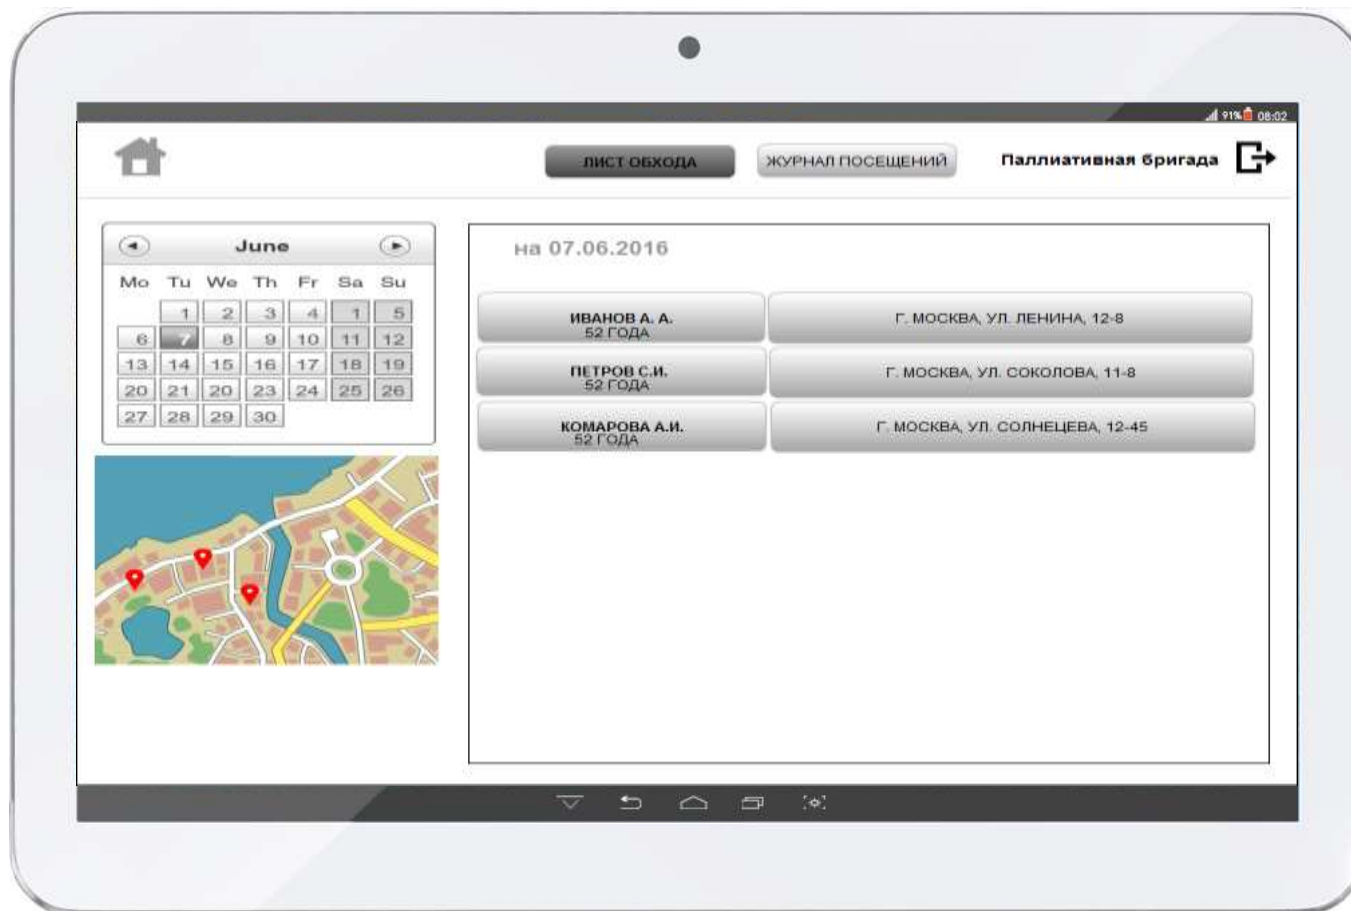 91% 08:02
ЛИСТ ОБХОДА ЖУРНАЛ ПОСЕЩЕНИЙ Паллиативная бригада
June
Mo Tu We Th Fr Sa Su
1 2 3 4 1 5
6 7 8 9 10 11 12
13 14 15 16 17 18 19
20 21 20 23 24 25 26
27 28 29 30
на 07.06.2016
ИВАНОВ А. А.
52 ГОДА
Г. МОСКВА, УЛ. ЛЕНИНА, 12-8
ПЕТРОВ С.И.
52 ГОДА
Г. МОСКВА, УЛ. СОКОЛОВА, 11-8
КОМАРОВА А.И.
52 ГОДА
Г. МОСКВА, УЛ. СОЛНЕЦЕВА, 12-45